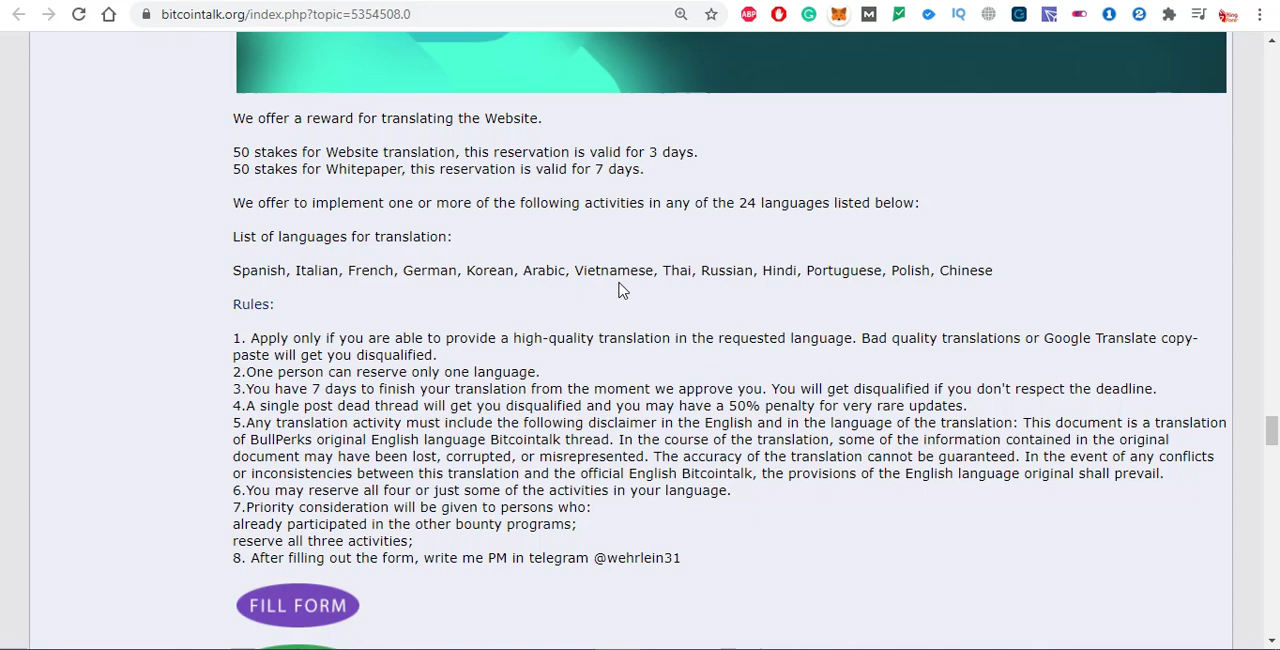 bitcointalk.org/index.php?topic=5354508.0
We offer a reward for translating the Website.
50 stakes for Website translation, this reservation is valid for 3 days.
50 stakes for Whitepaper, this reservation is valid for 7 days.
We offer to implement one or more of the following activities in any of the 24 languages listed below:
List of languages for translation:
Spanish, Italian, French, German, Korean, Arabic, Vietnamese, Thai, Russian, Hindi, Portuguese, Polish, Chinese
Rules:
1. Apply only if you are able to provide a high-quality translation in the requested language. Bad quality translations or Google Translate copy-
paste will get you disqualified.
2.One person can reserve only one language.
3.You have 7 days to finish your translation from the moment we approve you. You will get disqualified if you don't respect the deadline.
4.A single post dead thread will get you disqualified and you may have a 50% penalty for very rare updates.
5.Any translation activity must include the following disclaimer in the English and in the language of the translation: This document is a translation
of BullPerks original English language Bitcointalk thread. In the course of the translation, some of the information contained in the original
document may have been lost, corrupted, or misrepresented. The accuracy of the translation cannot be guaranteed. In the event of any conflicts
or inconsistencies between this translation and the official English Bitcointalk, the provisions of the English language original shall prevail.
6.You may reserve all four or just some of the activities in your language.
7.Priority consideration will be given to persons who:
already participated in the other bounty programs;
reserve all three activities;
8. After filling out the form, write me PM in telegram @wehrlein31
FILL FORM